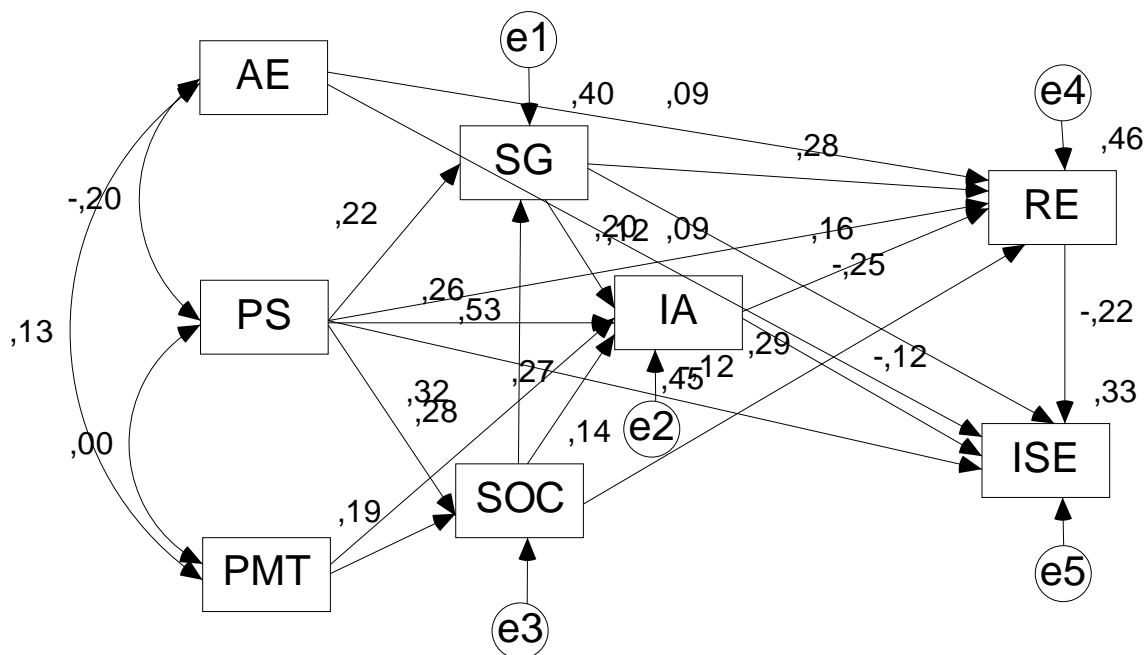 e1
AE
,40
,09
e4
SG
,28
,46
-,20
,22
RE
,20
,12
,09
,16
PS
,26
,53
IA
-,25
,13
,29
-,22
,27
-,12
-,12
,32
,28
,45
,33
,00
,14
e2
ISE
SOC
,19
PMT
e5
e3